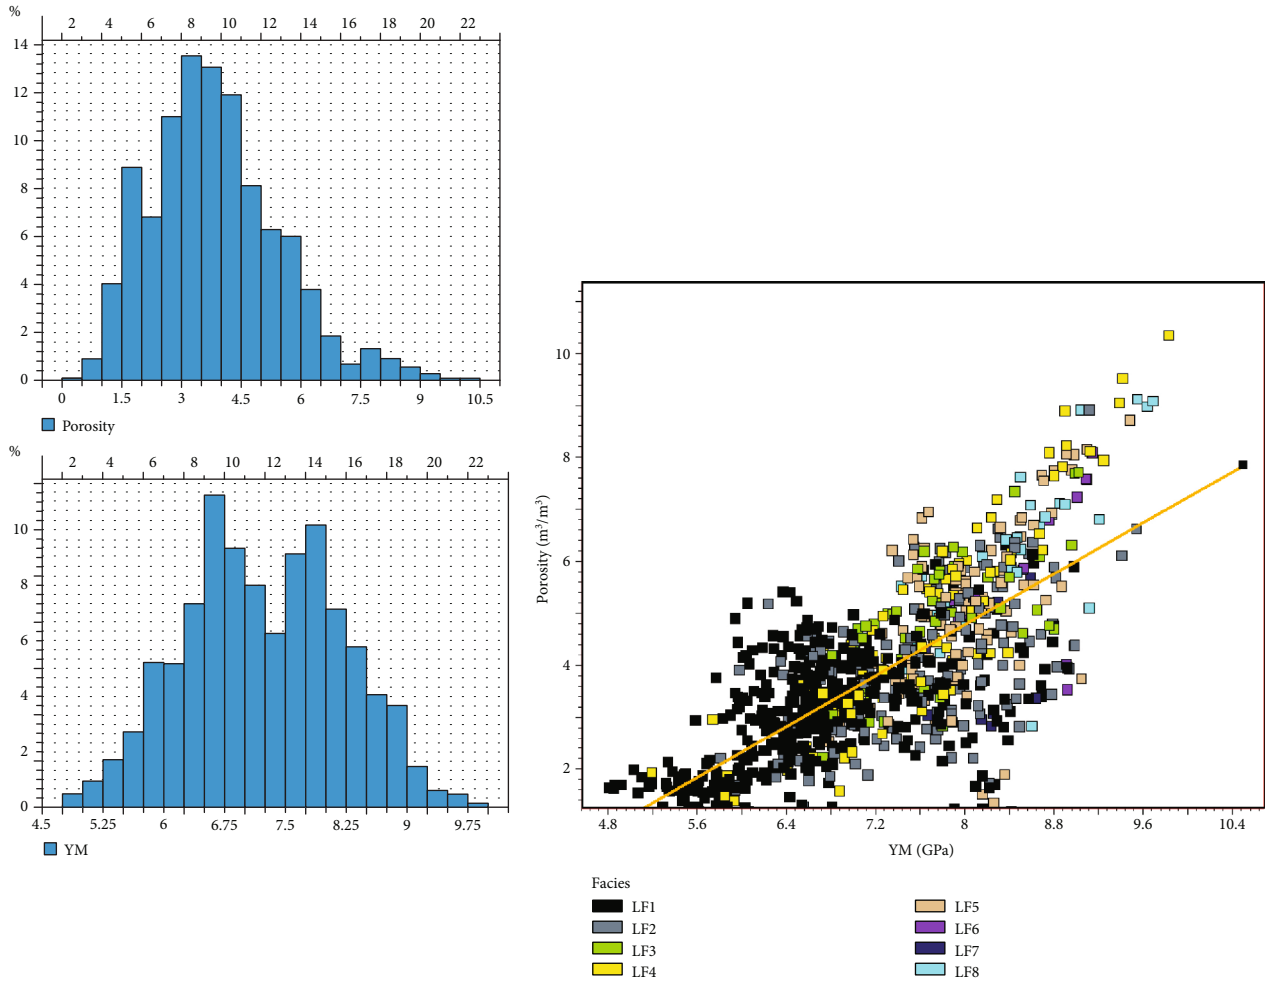 %
2 4 6 8 10 12 14 16 18 20 22
14
12
10
8
6
4
2
0
0 1.5 3 4.5 6 7.5 9 10.5
Porosity
%
2 4 6 8 10 12 14 16 18 20 22
10
8
6
4
2
0
4.5 5.25 6 6.75 7.5 8.25 9 9.75
YM
10
8
6
4
2
Porosity (m³/m³)
4.8 5.6 6.4 7.2 8 8.8 9.6 10.4
YM (GPa)
Facies
LF1 LF5
LF2 LF6
LF3 LF7
LF4 LF8